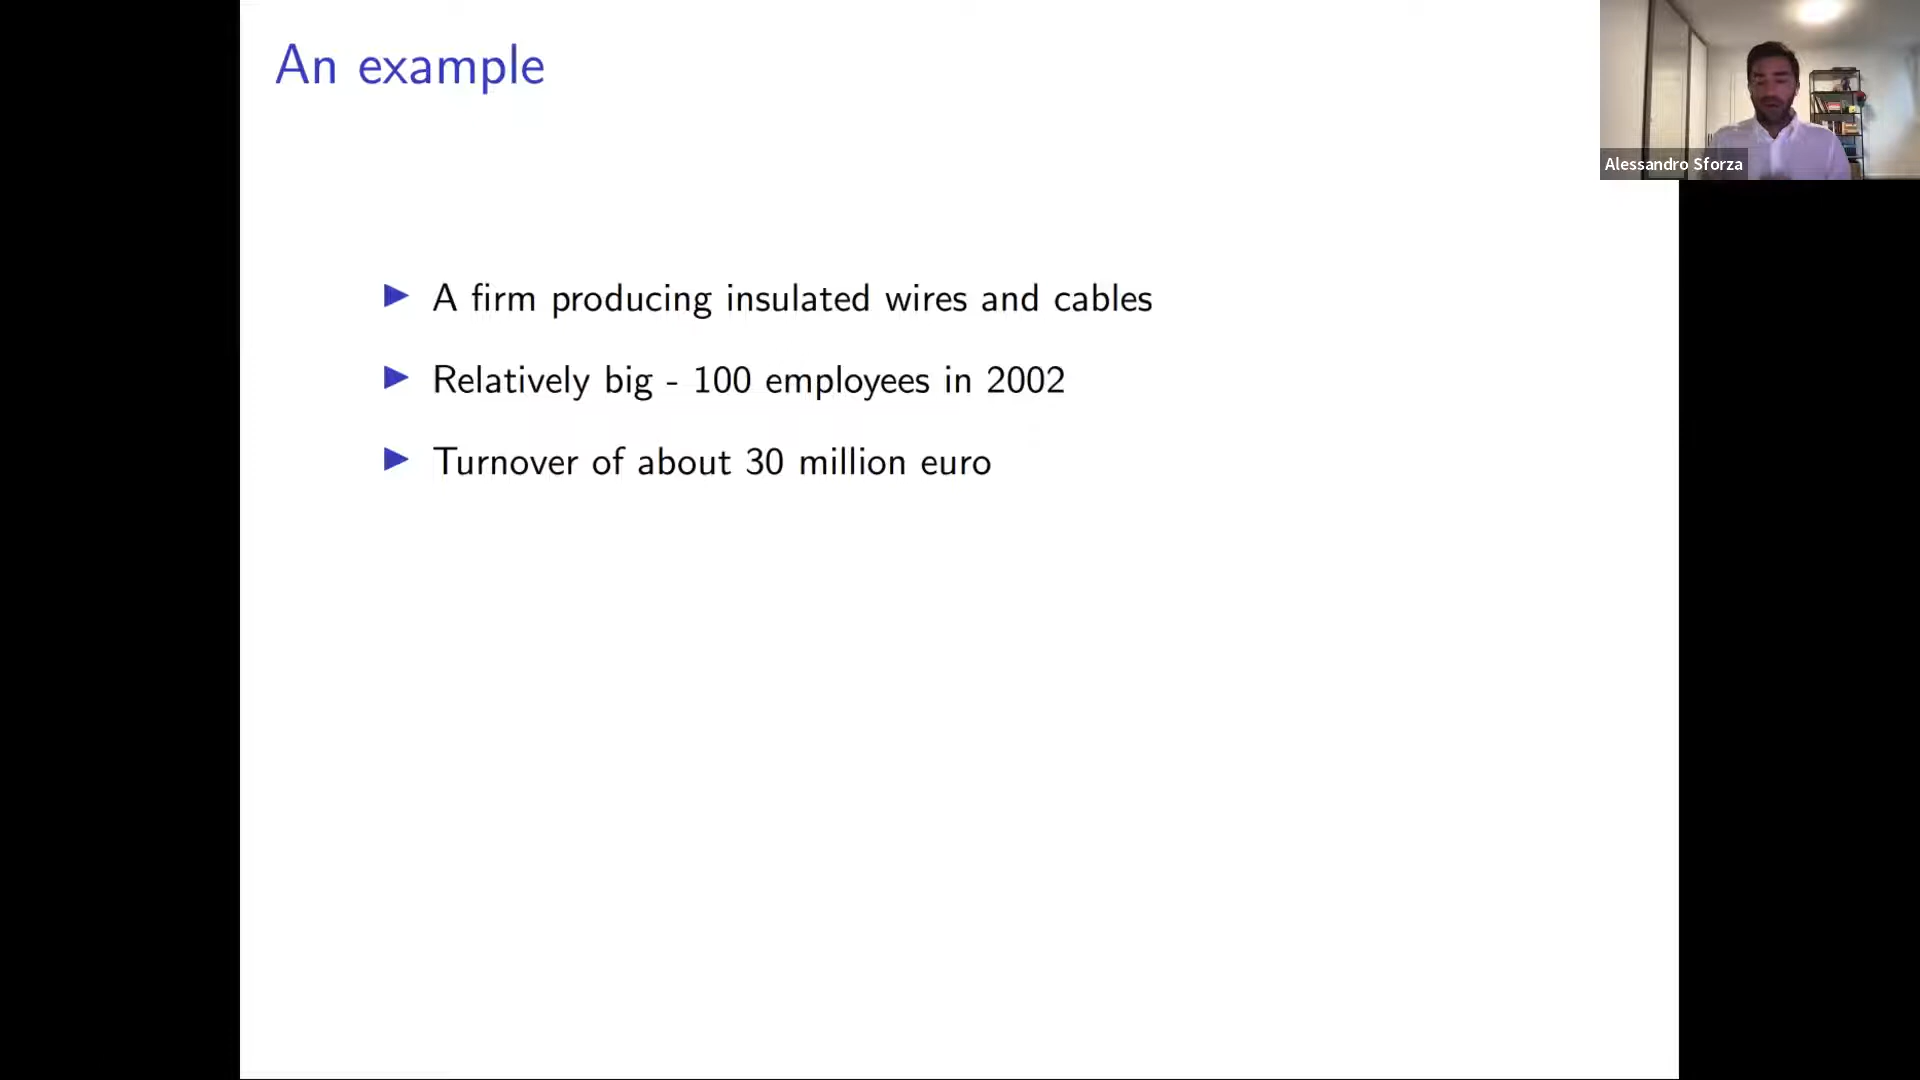 An example
Alessandro Sforza
A firm producing insulated wires and cables
Relatively big - 100 employees in 2002
Turnover of about 30 million euro